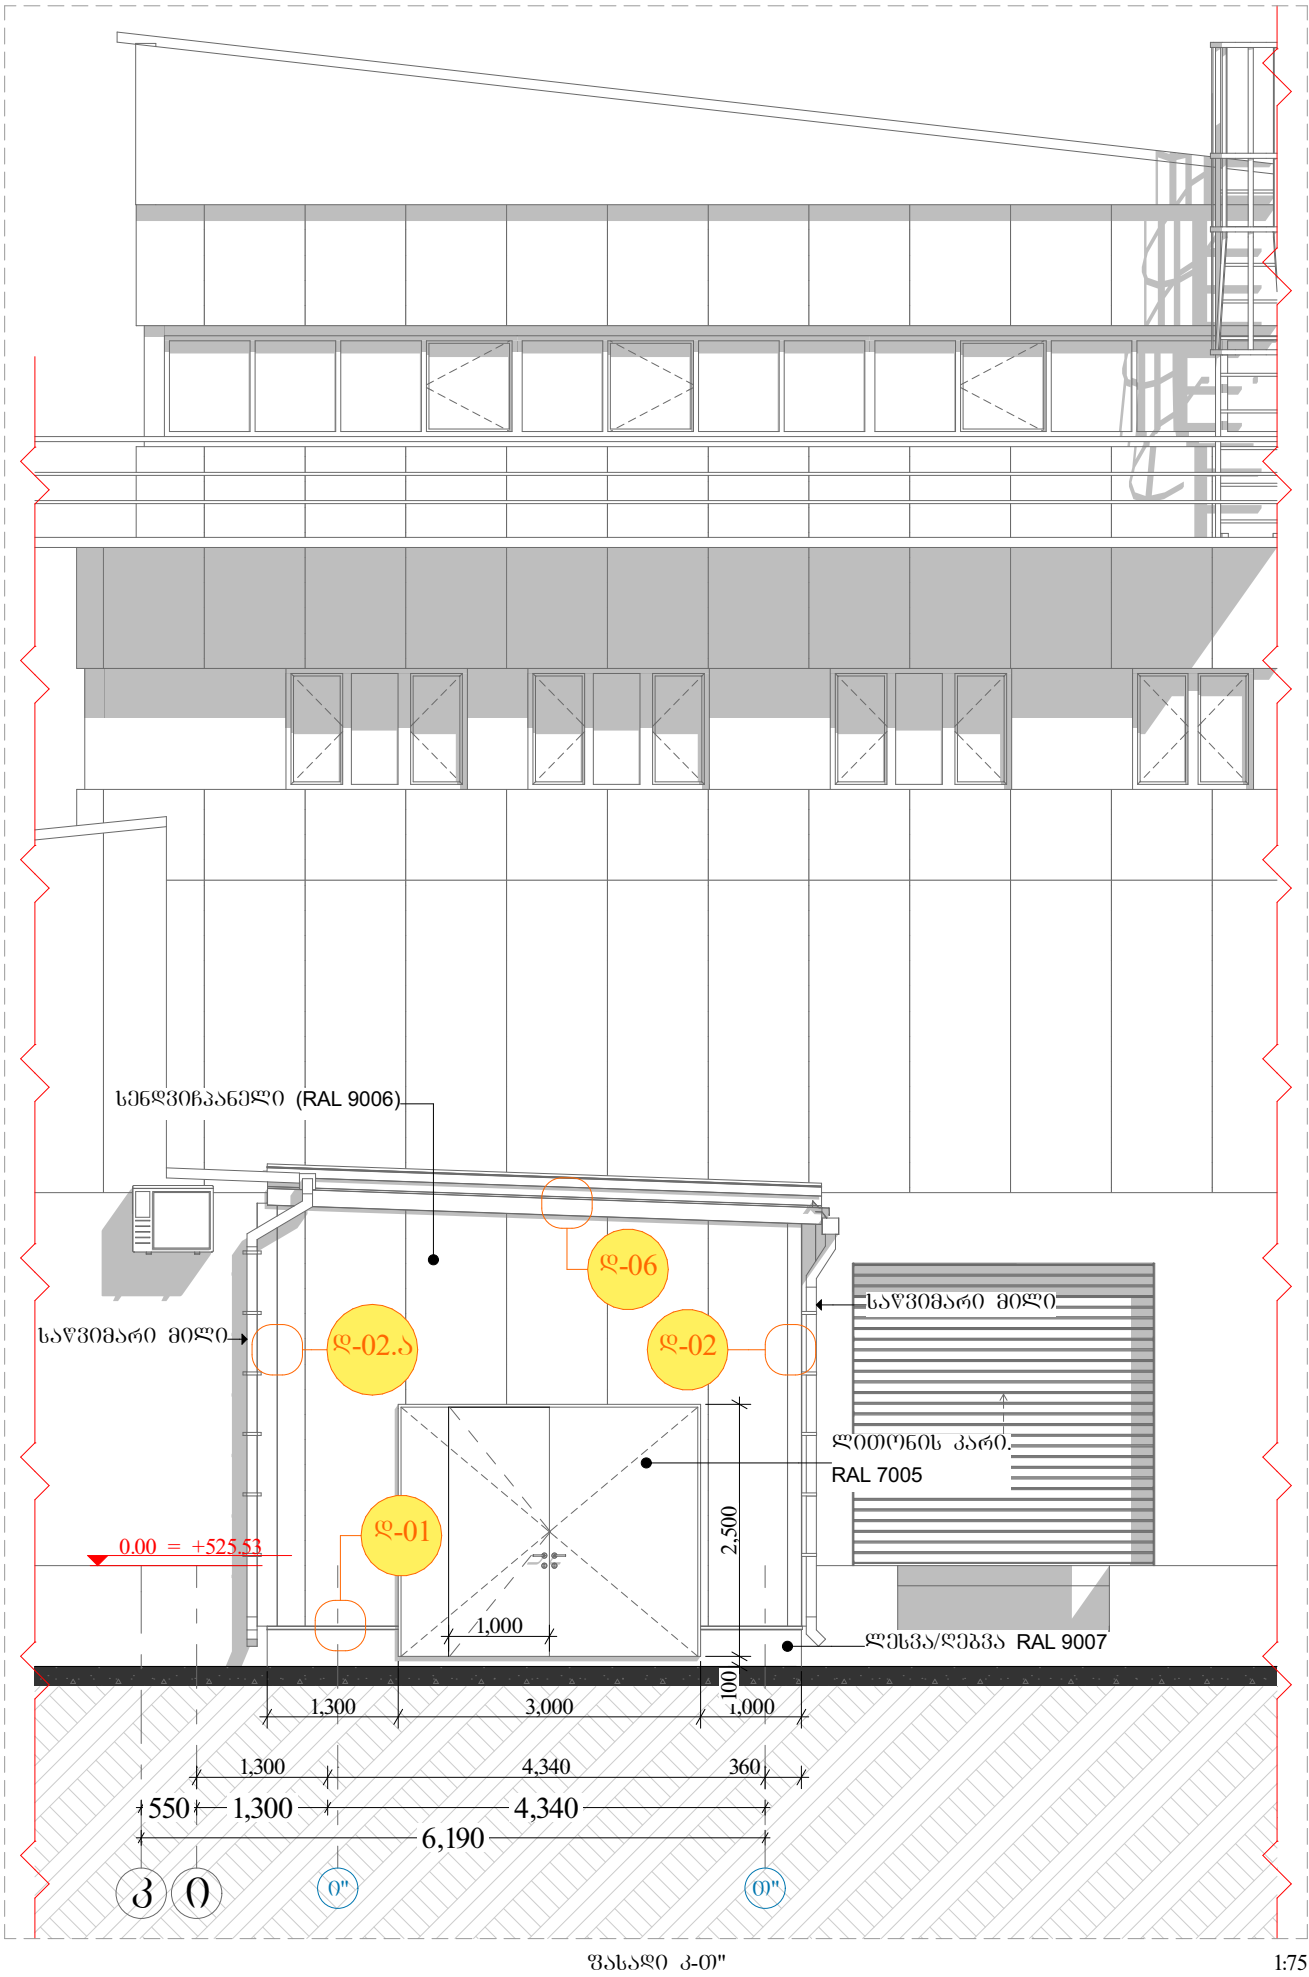 სენდვიჩპანელი (RAL 9006)
დ-06
საწვიმარი მილი
საწვიმარი მილი
დ-02.ა
დ-02
ლითონის კარი.
RAL 7005
2,500
დ-01
0.00 = +525.53
1,000
ლესვა/ღებვა RAL 9007
100
1,300 3,000 1,000
1,300 4,340 360
550 1,300 4,340
6,190
კ ი ი" თ"
ფასადი კ-თ" 1:75